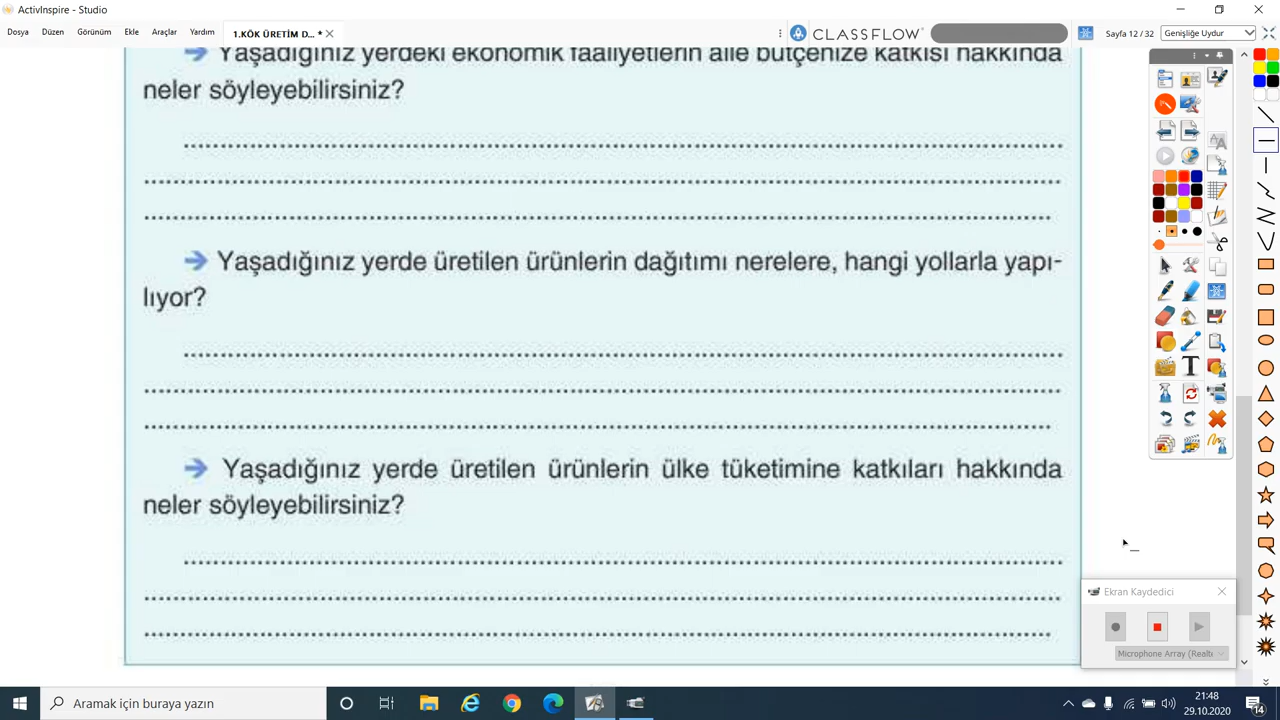 ActivInspire - Studio
Dosya Düzen Görünüm Ekle Araçlar Yardım
1.KÖK ÜRETİM D... *
CLASSFLOW
Sayfa 12 / 32
Genişliğe Uydur
Yaşadığınız yerdeki ekonomik faaliyetlerin aile bütçenize katkısı hakkında
neler söyleyebilirsiniz?
Yaşadığınız yerde üretilen ürünlerin dağıtımı nerelere, hangi yollarla yapı-
lıyor?
Yaşadığınız yerde üretilen ürünlerin ülke tüketimine katkıları hakkında
neler söyleyebilirsiniz?
Ekran Kaydedici
Microphone Array (Realt
Aramak için buraya yazın
21:48
29.10.2020
14